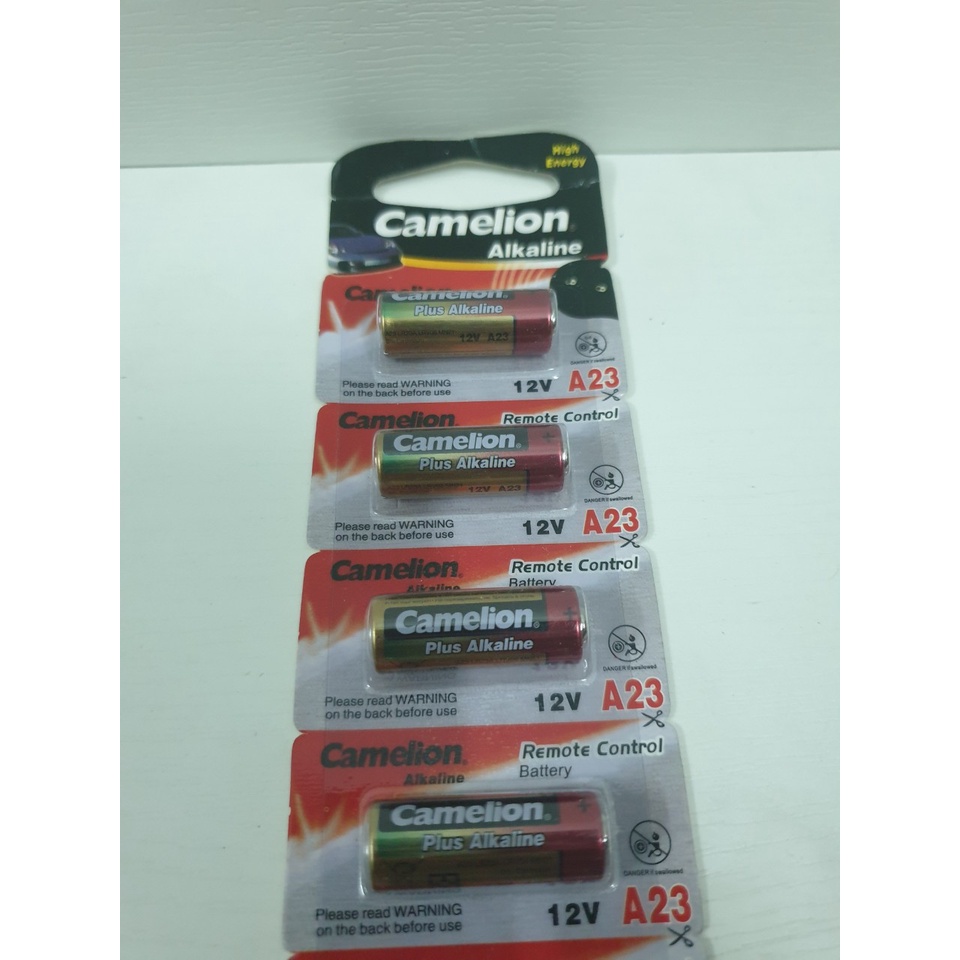 High
Energy
Camelion
Alkaline
Camelion
Plus Alkaline
12V A23
Please read WARNING
on the back before use
12V A23
Camelion Remote Control
Camelion
Plus Alkaline
12V A23
DANGER if swallowed
Please read WARNING
on the back before use
12V A23
Camelion Remote Control
Alkaline Battery
Camelion
Plus Alkaline
DANGER if swallowed
Please read WARNING
on the back before use
12V A23
Camelion Remote Control
Alkaline Battery
Camelion
Plus Alkaline
DANGER if swallowed
Please read WARNING
on the back before use
12V A23